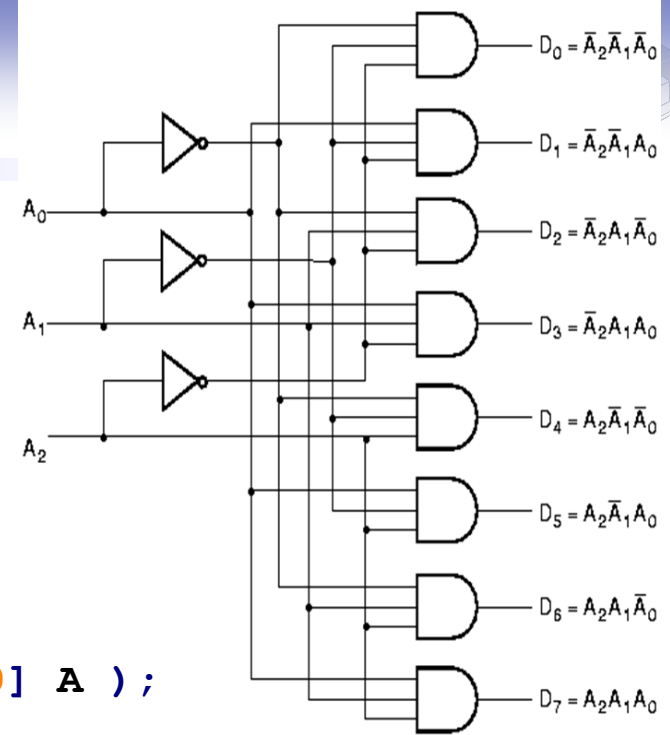 D₀ = A̅₂A̅₁A̅₀
D₁ = A̅₂A̅₁A₀
A₀
D₂ = A̅₂A₁A̅₀
A₁
D₃ = A̅₂A₁A₀
D₄ = A₂A̅₁A̅₀
A₂
D₅ = A₂A̅₁A₀
D₆ = A₂A₁A̅₀
] A );
D₇ = A₂A₁A₀